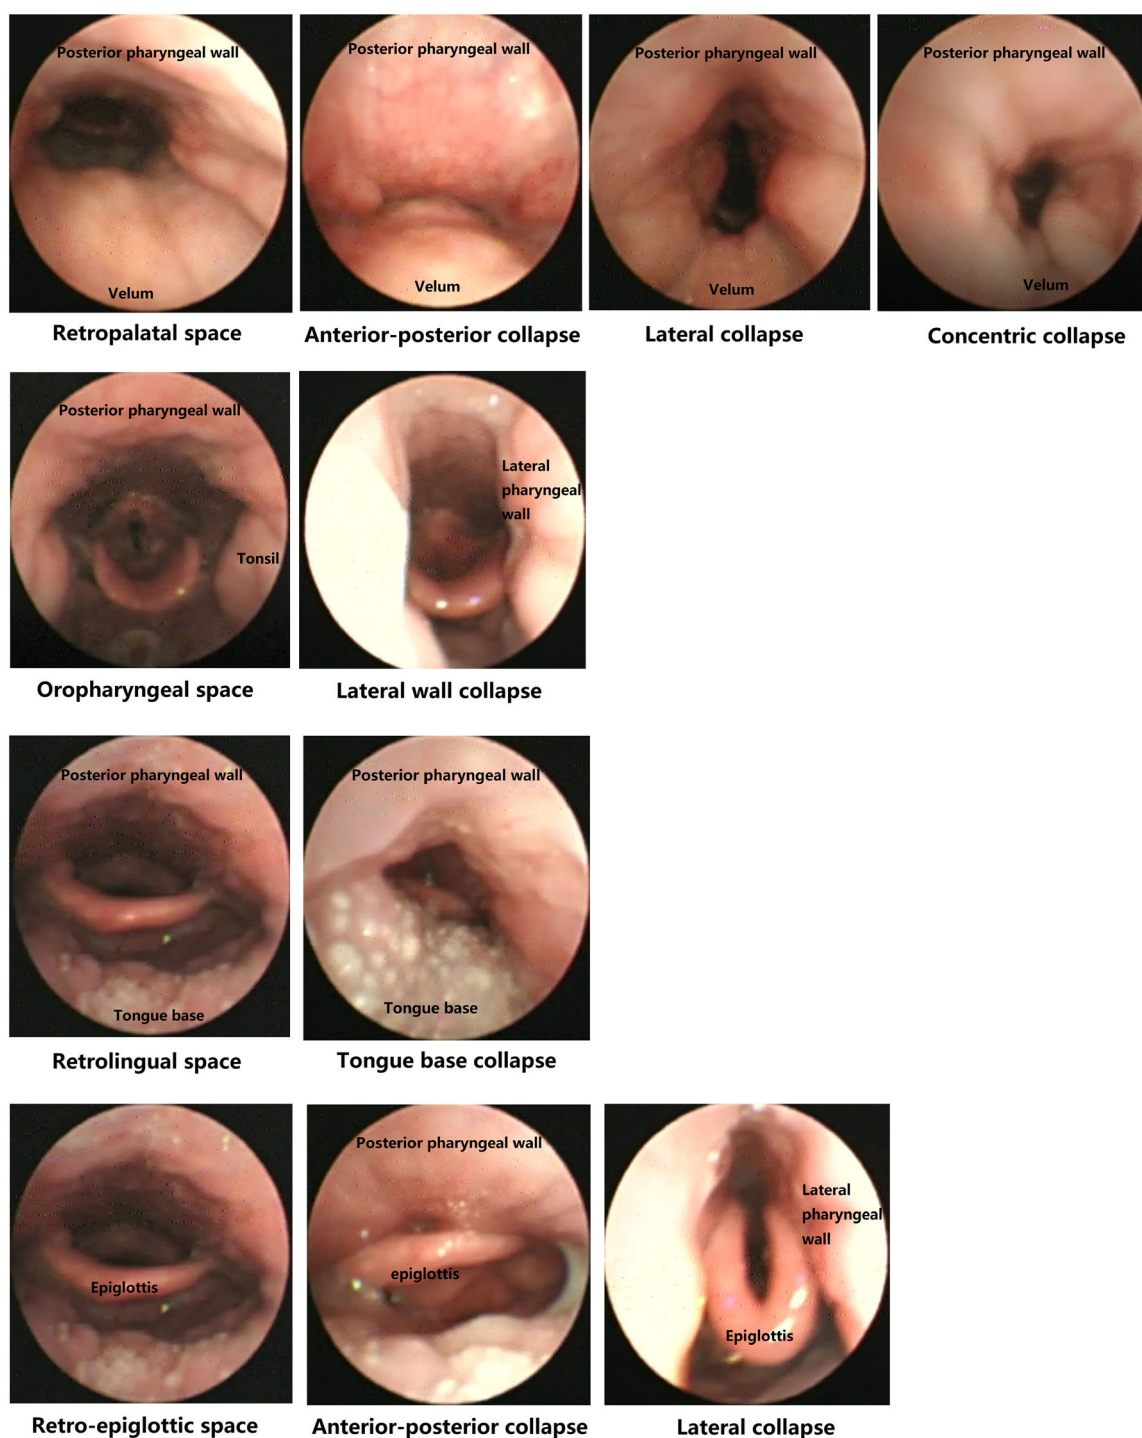 Posterior pharyngeal wall
Velum
Retropalatal space
Posterior pharyngeal wall
Velum
Anterior-posterior collapse
Posterior pharyngeal wall
Velum
Lateral collapse
Posterior pharyngeal wall
Velum
Concentric collapse
Posterior pharyngeal wall
Tonsil
Oropharyngeal space
Lateral
pharyngeal
wall
Lateral wall collapse
Posterior pharyngeal wall
Tongue base
Retrolingual space
Posterior pharyngeal wall
Tongue base
Tongue base collapse
Epiglottis
Retro-epiglottic space
Posterior pharyngeal wall
epiglottis
Anterior-posterior collapse
Lateral
pharyngeal
wall
Epiglottis
Lateral collapse